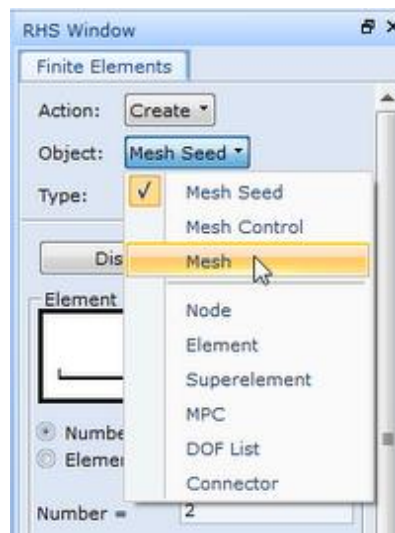 RHS Window
Finite Elements
Action: Create
Object: Mesh Seed
Type:
Mesh Seed
Mesh Control
Mesh
Dis
Element
Node
Element
Superelement
MPC
DOF List
Connector
Numbe
Elemen
Number = 2